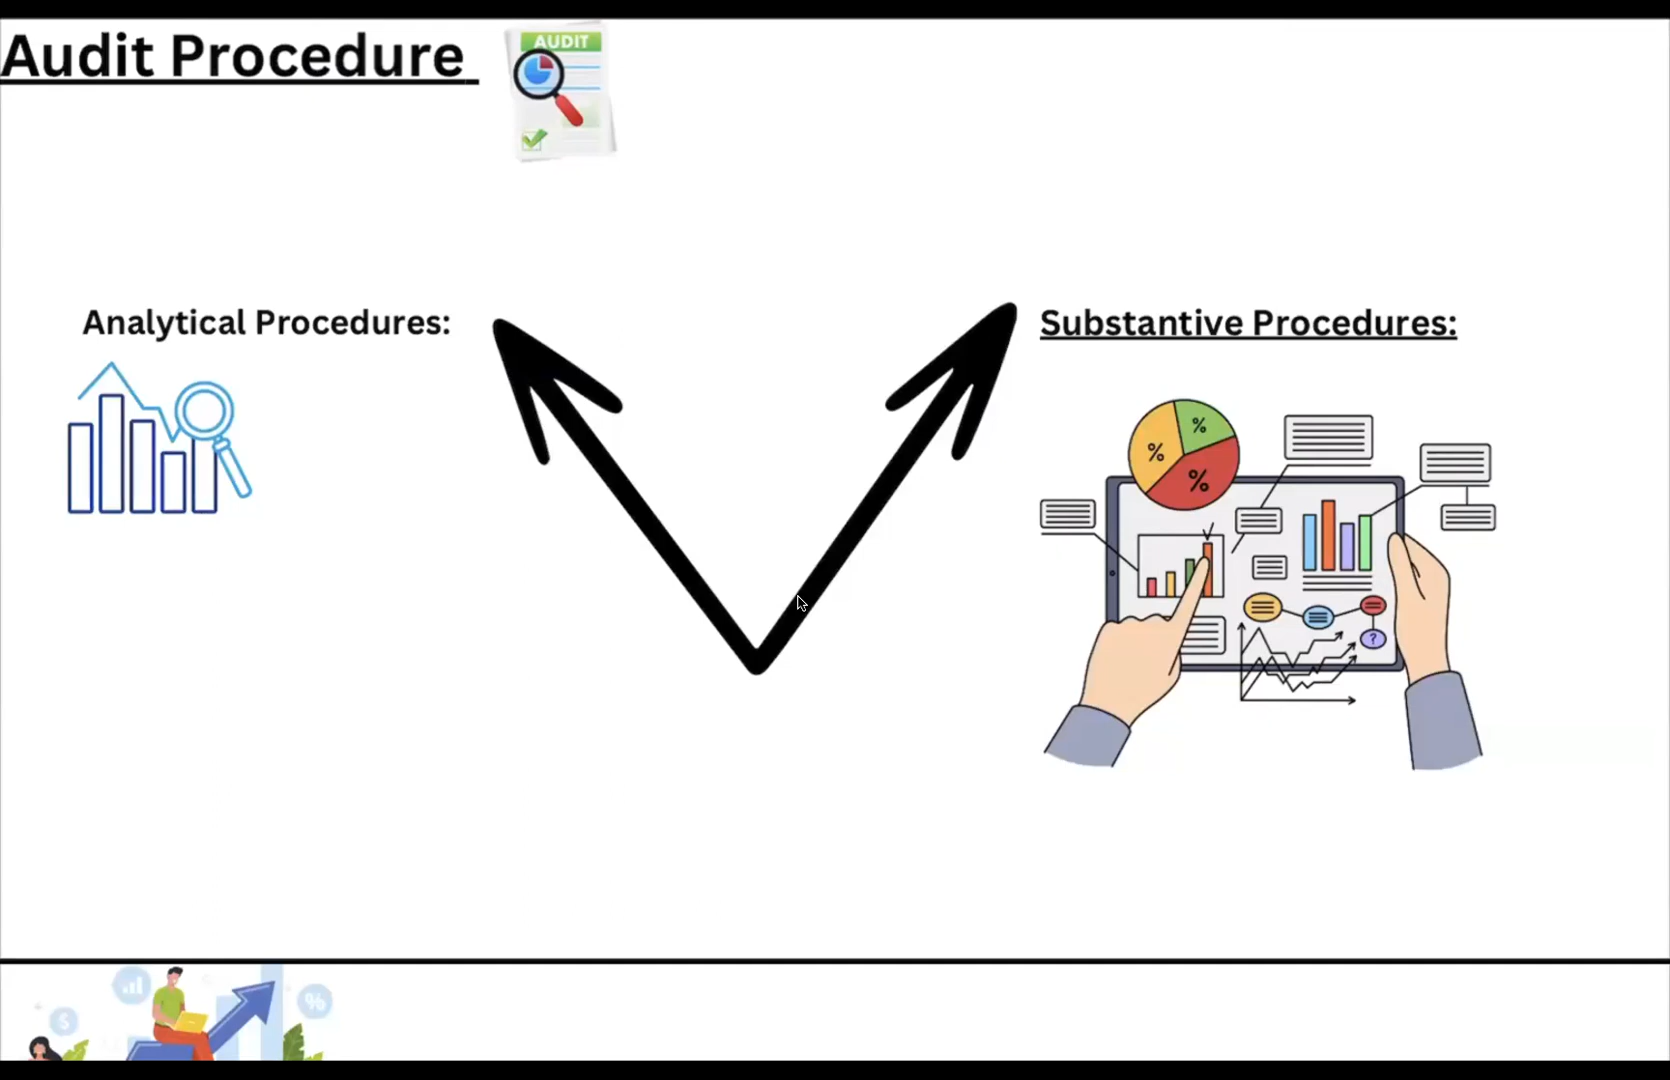 Audit Procedure
AUDIT
Analytical Procedures:
Substantive Procedures:
%
%
%
?
$
%